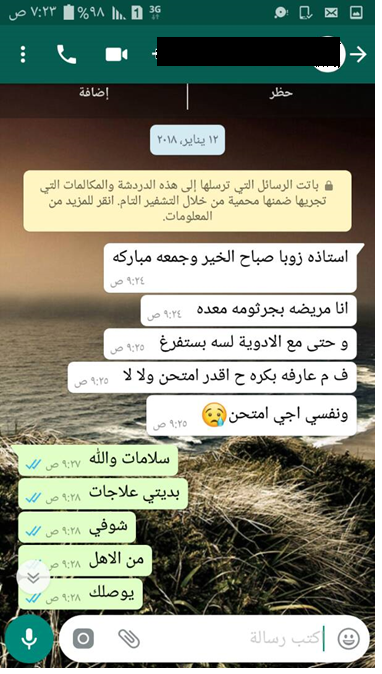 ٧:٢٣ ص ٩٨% 1 3G
إضافة حظر
١٢ يناير، ٢٠١٨
باتت الرسائل التي ترسلها إلى هذه الدردشة والمكالمات التي
تجريها ضمنها محمية من خلال التشفير التام. انقر للمزيد من
المعلومات.
استاذه زوبا صباح الخير وجمعه مباركه
٩:٢٤ ص
انا مريضه بجرثومه معده ٩:٢٤ ص
و حتى مع الادوية لسه بستفرغ ٩:٢٥ ص
ف م عارفه بكره ح اقدر امتحن ولا لا ٩:٢٥ ص
ونفسي اجي امتحن😢 ٩:٢٥ ص
سلامات والله ٩:٢٧ ص
بديتي علاجات ٩:٢٨ ص
شوفي ٩:٢٨ ص
من الاهل ٩:٢٨ ص
يوصلك ٩:٢٨ ص
كتب رسالة